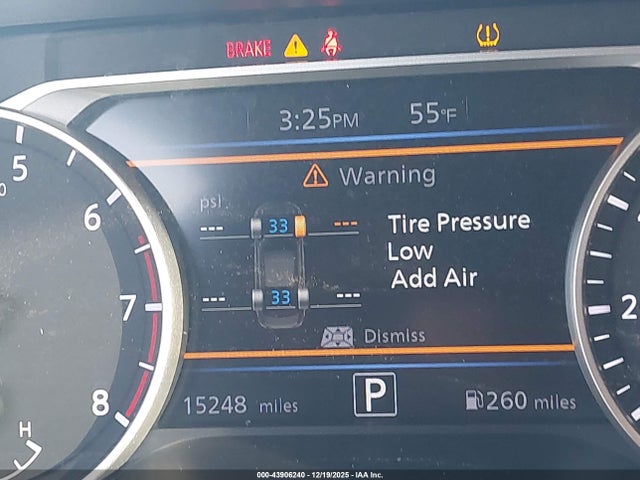 BRAKE
3:25PM 55°F
5
Warning
psi
6
--- 33 ---
Tire Pressure
Low
Add Air
7
--- 33 ---
2
Dismiss
8
15248 miles P 260 miles
H
000-43906240 - 12/19/2025 - IAA Inc.